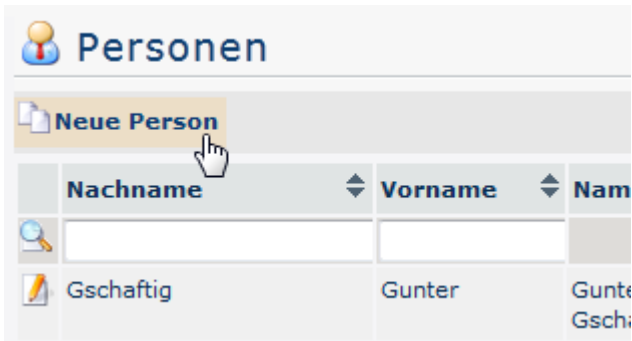 Personen
Neue Person
Nachname Vorname
Gschaftig Gunter